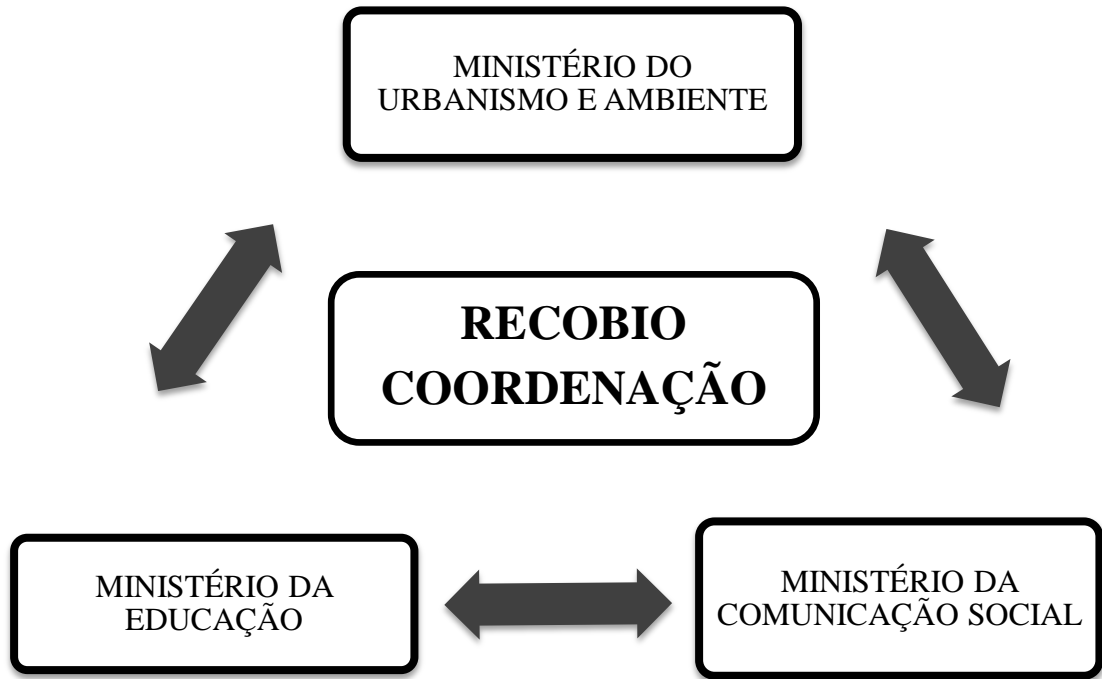 MINISTÉRIO DO
URBANISMO E AMBIENTE
RECOBIO
COORDENAÇÃO
MINISTÉRIO DA
EDUCAÇÃO
MINISTÉRIO DA
COMUNICAÇÃO SOCIAL